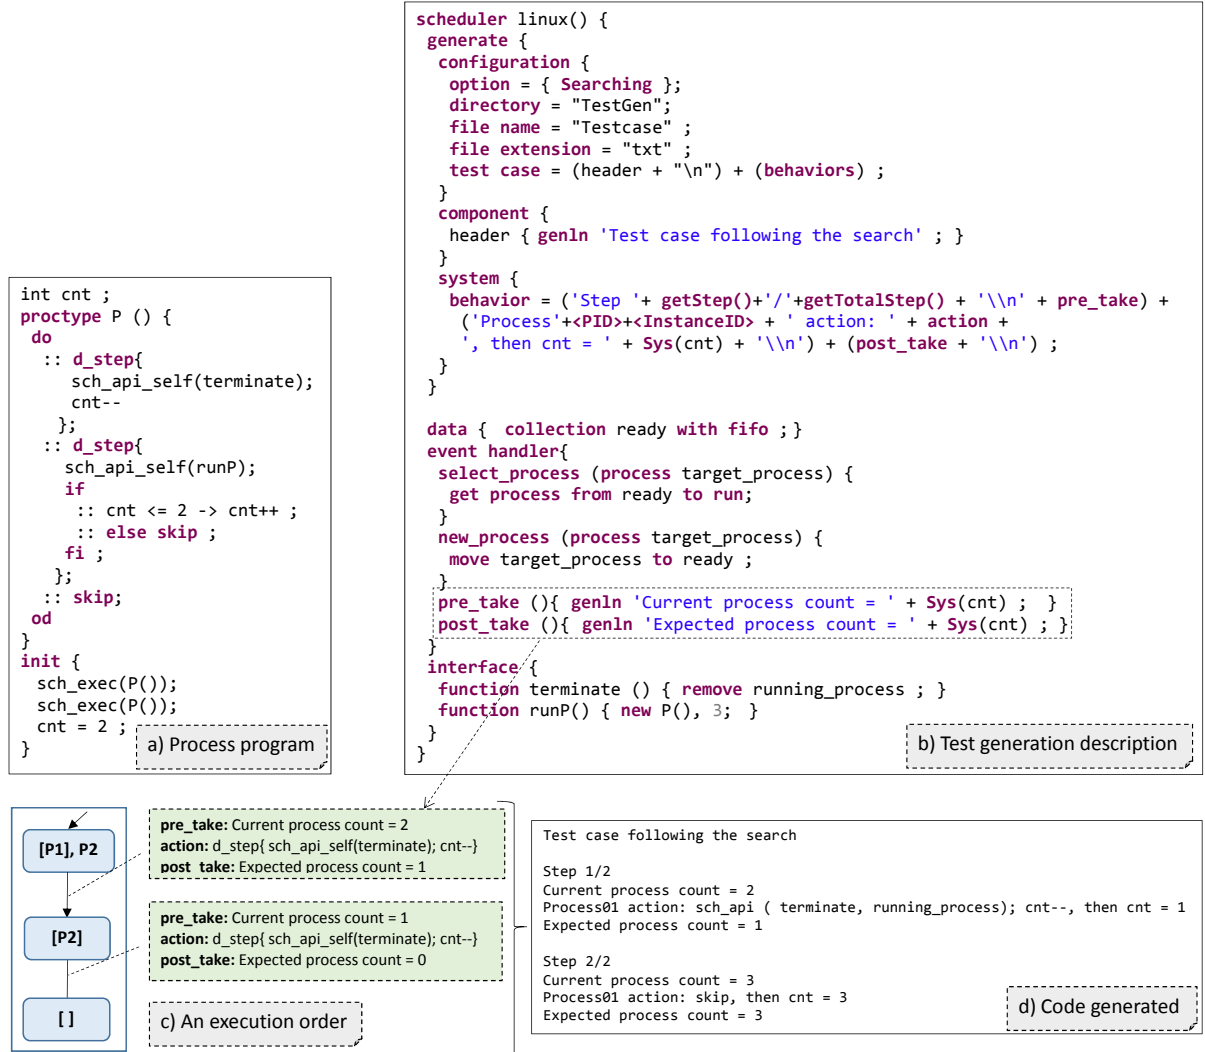 int cnt ;
proctype P () {
do
:: d_step{
sch_api_self(terminate);
cnt--
};
:: d_step{
sch_api_self(runP);
if
:: cnt <= 2 -> cnt++ ;
:: else skip ;
fi ;
};
:: skip;
od
}
init {
sch_exec(P());
sch_exec(P());
cnt = 2 ;
}
a) Process program
scheduler linux() {
generate {
configuration {
option = { Searching };
directory = "TestGen";
file name = "Testcase" ;
file extension = "txt" ;
test case = (header + "\n") + (behaviors) ;
}
component {
header { genln 'Test case following the search' ; }
}
system {
behavior = ('Step '+ getStep()+'/'+getTotalStep() + '\\n' + pre_take) +
('Process'+<PID>+<InstanceID> + ' action: ' + action +
', then cnt = ' + Sys(cnt) + '\\n') + (post_take + '\\n') ;
}
}
data { collection ready with fifo ; }
event handler{
select_process (process target_process) {
get process from ready to run;
}
new_process (process target_process) {
move target_process to ready ;
}
pre_take (){ genln 'Current process count = ' + Sys(cnt) ; }
post_take (){ genln 'Expected process count = ' + Sys(cnt) ; }
}
interface {
function terminate () { remove running_process ; }
function runP() { new P(), 3; }
}
}
b) Test generation description
[P1], P2
[P2]
[ ]
pre_take: Current process count = 2
action: d_step{ sch_api_self(terminate); cnt--}
post_take: Expected process count = 1
pre_take: Current process count = 1
action: d_step{ sch_api_self(terminate); cnt--}
post_take: Expected process count = 0
c) An execution order
Test case following the search
Step 1/2
Current process count = 2
Process01 action: sch_api ( terminate, running_process); cnt--, then cnt = 1
Expected process count = 1
Step 2/2
Current process count = 3
Process01 action: skip, then cnt = 3
Expected process count = 3
d) Code generated